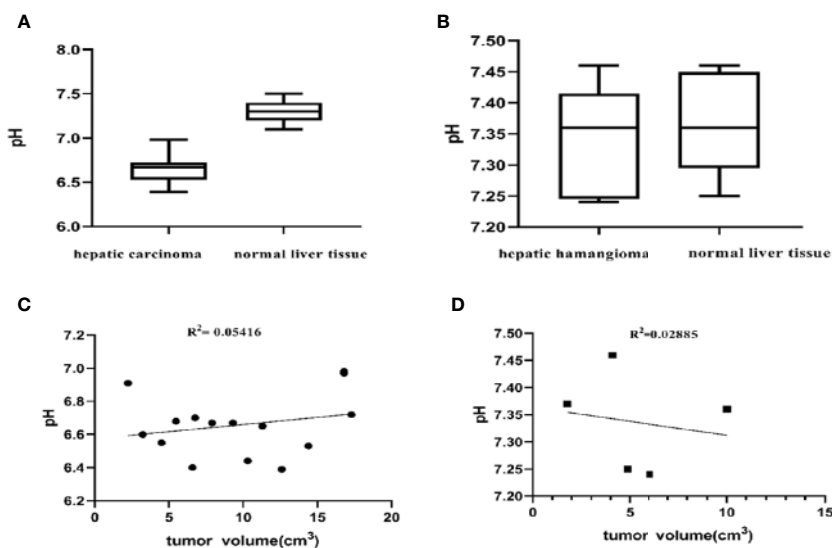 A
8.0
7.5
7.0
6.5
6.0
pH
hepatic carcinoma normal liver tissue
B
7.50
7.45
7.40
7.35
7.30
7.25
7.20
pH
hepatic hamangioma normal liver tissue
C
R²= 0.05416
7.2
7.0
6.8
6.6
6.4
6.2
pH
0 5 10 15 20
tumor volume(cm³)
D
R²=0.02885
7.50
7.45
7.40
7.35
7.30
7.25
7.20
pH
0 5 10 15
tumor volume(cm³)